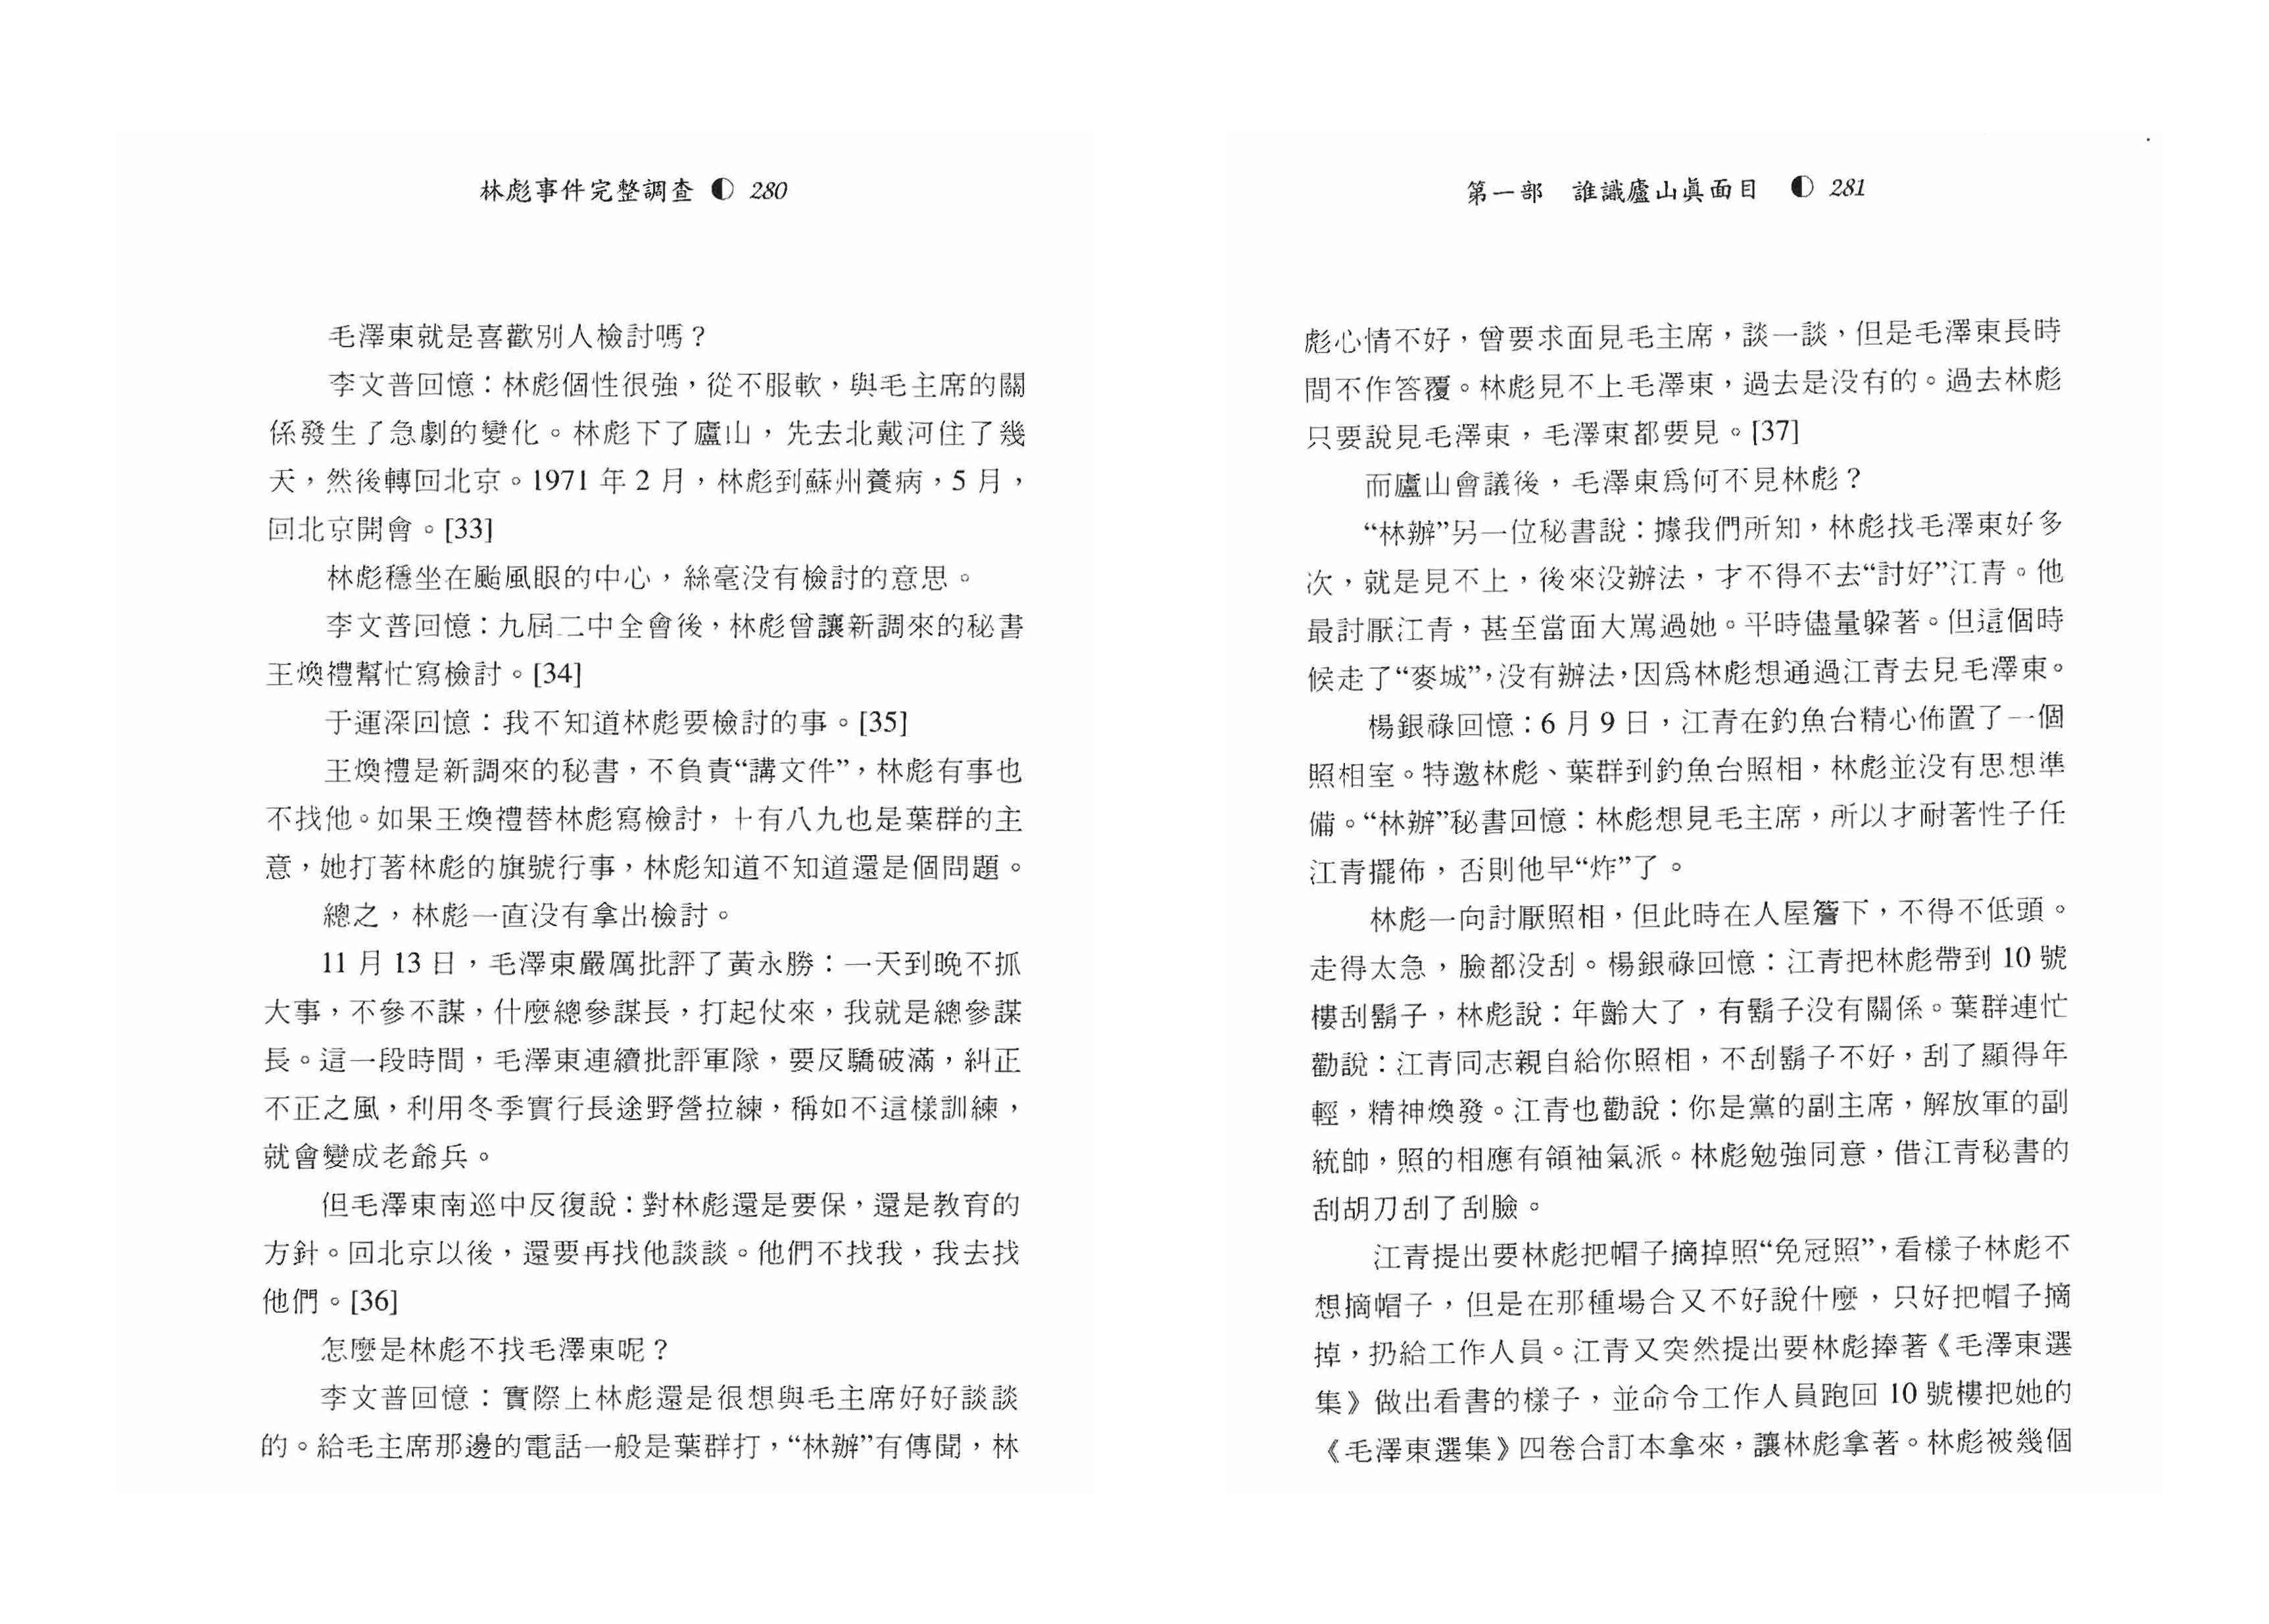 林彪事件完整調查 ◐ 280
毛澤東就是喜歡別人檢討嗎？
李文普回憶：林彪個性很強，從不服軟，與毛主席的關
係發生了急劇的變化。林彪下了廬山，先去北戴河住了幾
天，然後轉回北京。1971 年 2 月，林彪到蘇州養病，5 月，
回北京開會。[33]
林彪穩坐在颱風眼的中心，絲毫没有檢討的意思。
李文普回憶：九屆二中全會後，林彪曾讓新調來的秘書
王煥禮幫忙寫檢討。[34]
于運深回憶：我不知道林彪要檢討的事。[35]
王煥禮是新調來的秘書，不負責“講文件”，林彪有事也
不找他。如果王煥禮替林彪寫檢討，十有八九也是葉群的主
意，她打著林彪的旗號行事，林彪知道不知道還是個問題。
總之，林彪一直没有拿出檢討。
11 月 13 日，毛澤東嚴厲批評了黃永勝：一天到晚不抓
大事，不參不謀，什麼總參謀長，打起仗來，我就是總參謀
長。這一段時間，毛澤東連續批評軍隊，要反驕破滿，糾正
不正之風，利用冬季實行長途野營拉練，稱如不這樣訓練，
就會變成老爺兵。
但毛澤東南巡中反復說：對林彪還是要保，還是教育的
方針。回北京以後，還要再找他談談。他們不找我，我去找
他們。[36]
怎麼是林彪不找毛澤東呢？
李文普回憶：實際上林彪還是很想與毛主席好好談談
的。給毛主席那邊的電話一般是葉群打，“林辦”有傳聞，林
第一部　誰識廬山眞面目 ◐ 281
彪心情不好，曾要求面見毛主席，談一談，但是毛澤東長時
間不作答覆。林彪見不上毛澤東，過去是没有的。過去林彪
只要說見毛澤東，毛澤東都要見。[37]
而廬山會議後，毛澤東爲何不見林彪？
“林辦”另一位秘書說：據我們所知，林彪找毛澤東好多
次，就是見不上，後來没辦法，才不得不去“討好”江青。他
最討厭江青，甚至當面大駡過她。平時儘量躲著。但這個時
候走了“麥城”，没有辦法，因爲林彪想通過江青去見毛澤東。
楊銀祿回憶：6 月 9 日，江青在釣魚台精心佈置了一個
照相室。特邀林彪、葉群到釣魚台照相，林彪並没有思想準
備。“林辦”秘書回憶：林彪想見毛主席，所以才耐著性子任
江青擺佈，否則他早“炸”了。
林彪一向討厭照相，但此時在人屋簷下，不得不低頭。
走得太急，臉都没刮。楊銀祿回憶：江青把林彪帶到 10 號
樓刮鬍子，林彪說：年齡大了，有鬍子没有關係。葉群連忙
勸說：江青同志親自給你照相，不刮鬍子不好，刮了顯得年
輕，精神煥發。江青也勸說：你是黨的副主席，解放軍的副
統帥，照的相應有領袖氣派。林彪勉強同意，借江青秘書的
刮胡刀刮了刮臉。
江青提出要林彪把帽子摘掉照“免冠照”，看樣子林彪不
想摘帽子，但是在那種場合又不好說什麼，只好把帽子摘
掉，扔給工作人員。江青又突然提出要林彪捧著《毛澤東選
集》做出看書的樣子，並命令工作人員跑回 10 號樓把她的
《毛澤東選集》四卷合訂本拿來，讓林彪拿著。林彪被幾個